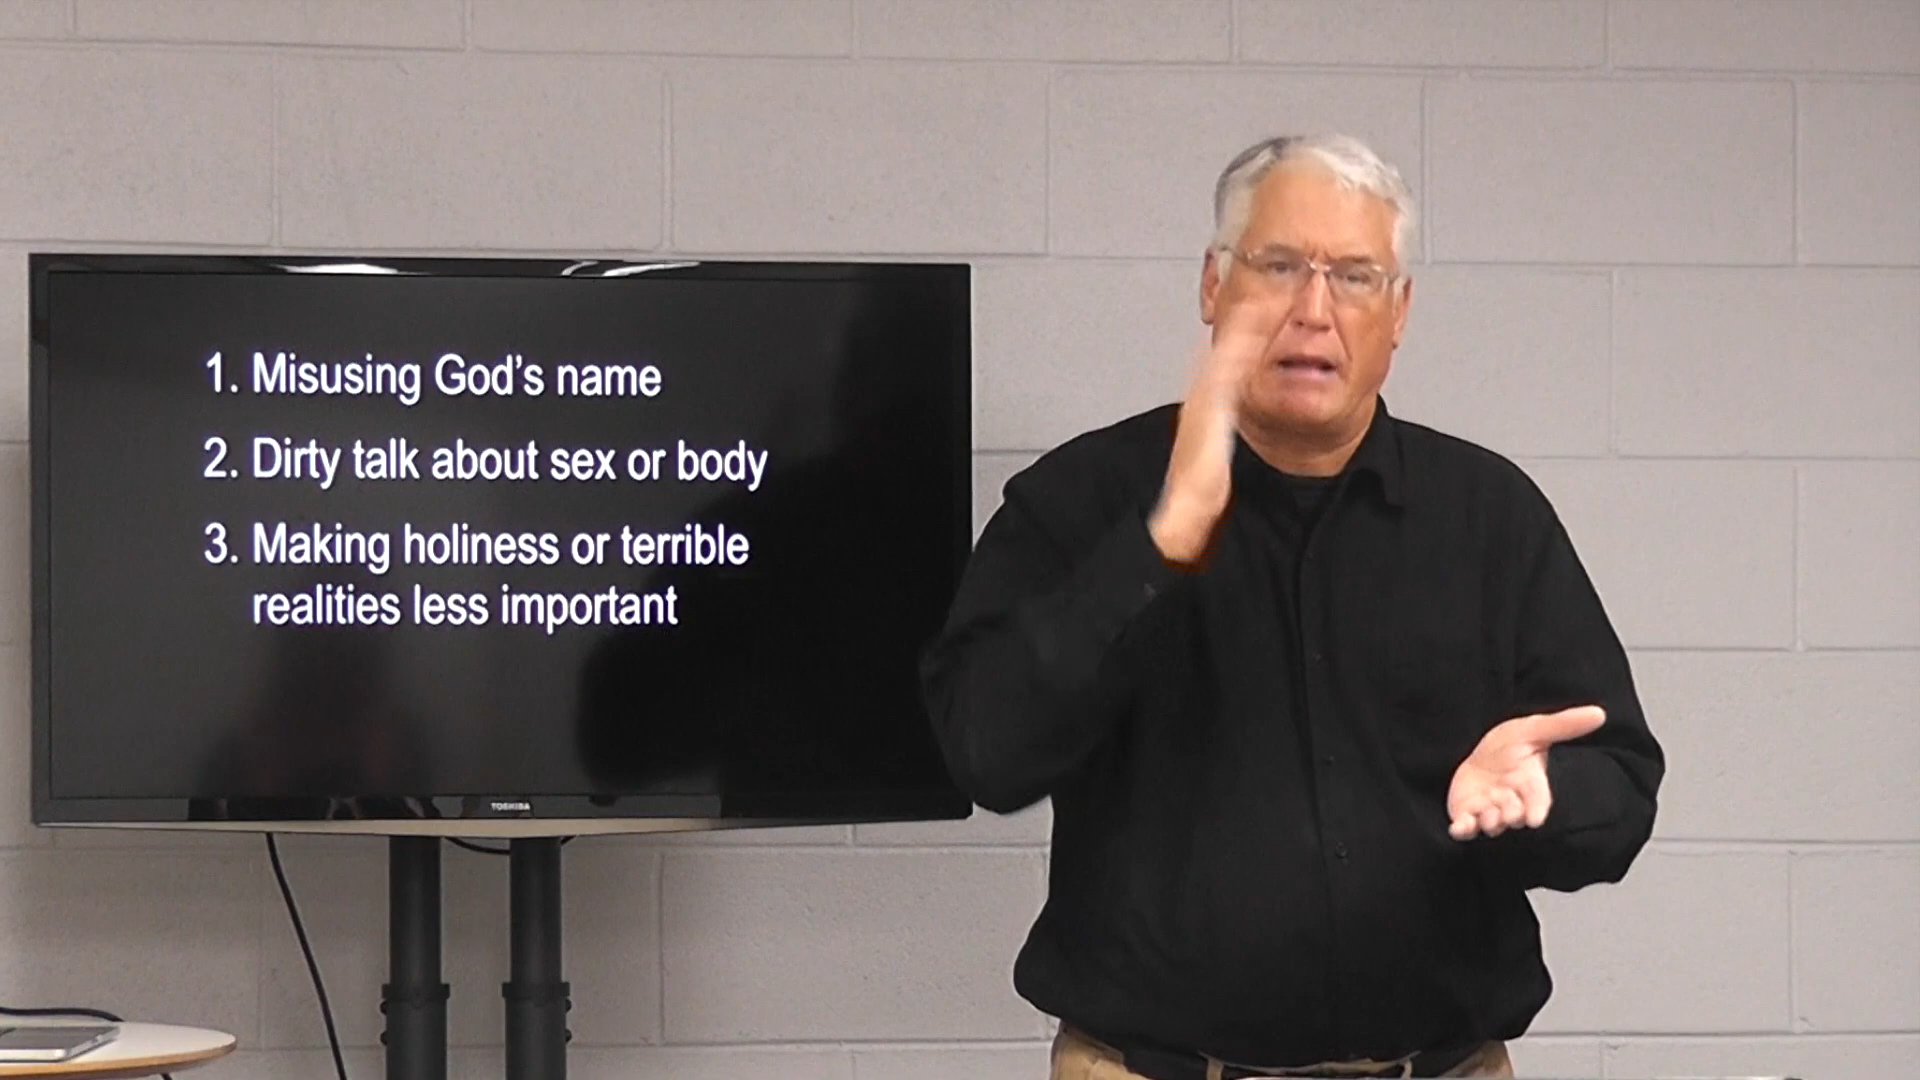 1. Misusing God’s name
2. Dirty talk about sex or body
3. Making holiness or terrible
realities less important
TOSHIBA